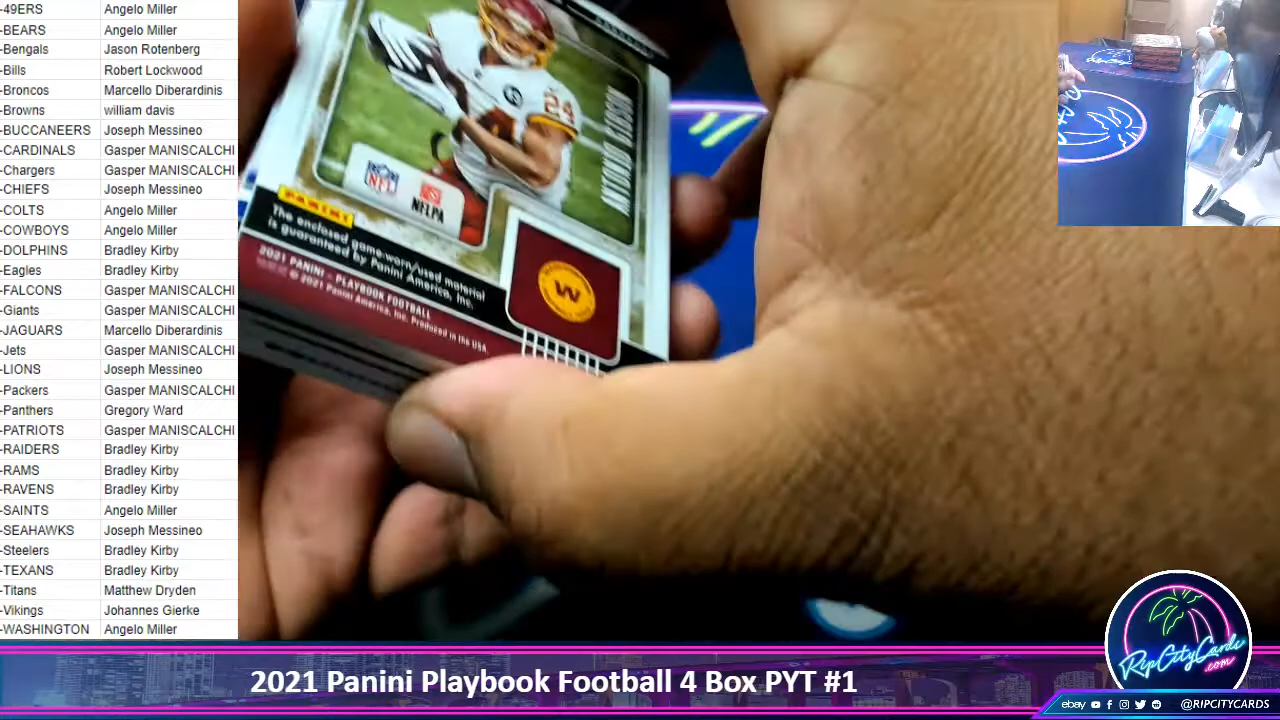 -49ERS Angelo Miller
-BEARS Angelo Miller
-Bengals Jason Rotenberg
-Bills Robert Lockwood
-Broncos Marcello Diberardinis
-Browns william davis
-BUCCANEERS Joseph Messineo
-CARDINALS Gasper MANISCALCHI
-Chargers Gasper MANISCALCHI
-CHIEFS Joseph Messineo
-COLTS Angelo Miller
-COWBOYS Angelo Miller
-DOLPHINS Bradley Kirby
-Eagles Bradley Kirby
-FALCONS Gasper MANISCALCHI
-Giants Gasper MANISCALCHI
-JAGUARS Marcello Diberardinis
-Jets Gasper MANISCALCHI
-LIONS Joseph Messineo
-Packers Gasper MANISCALCHI
-Panthers Gregory Ward
-PATRIOTS Gasper MANISCALCHI
-RAIDERS Bradley Kirby
-RAMS Bradley Kirby
-RAVENS Bradley Kirby
-SAINTS Angelo Miller
-SEAHAWKS Joseph Messineo
-Steelers Bradley Kirby
-TEXANS Bradley Kirby
-Titans Matthew Dryden
-Vikings Johannes Gierke
-WASHINGTON Angelo Miller
24
ANTONIO GIBSON
NFL
NFLPA
PANINI
The enclosed game-worn/used material
is guaranteed by Panini America, Inc.
2021 PANINI - PLAYBOOK FOOTBALL
© 2021 Panini America, Inc. Produced in the USA.
W
2021 Panini Playbook Football 4 Box PYT #1
RipCityCards
.com
ebay @RIPCITYCARDS